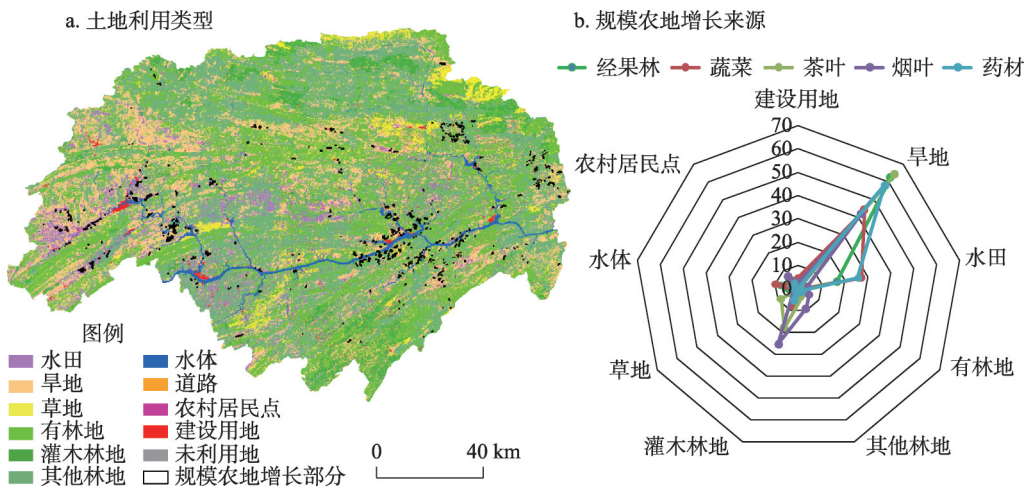 a. 土地利用类型
b. 规模农地增长来源
经果林 蔬菜 茶叶 烟叶 药材
建设用地
70
60
50
40
30
20
10
0
旱地
水田
有林地
其他林地
灌木林地
草地
水体
农村居民点
图例
水田 水体
旱地 道路
草地 农村居民点
有林地 建设用地
灌木林地 未利用地
其他林地 规模农地增长部分
0 40 km